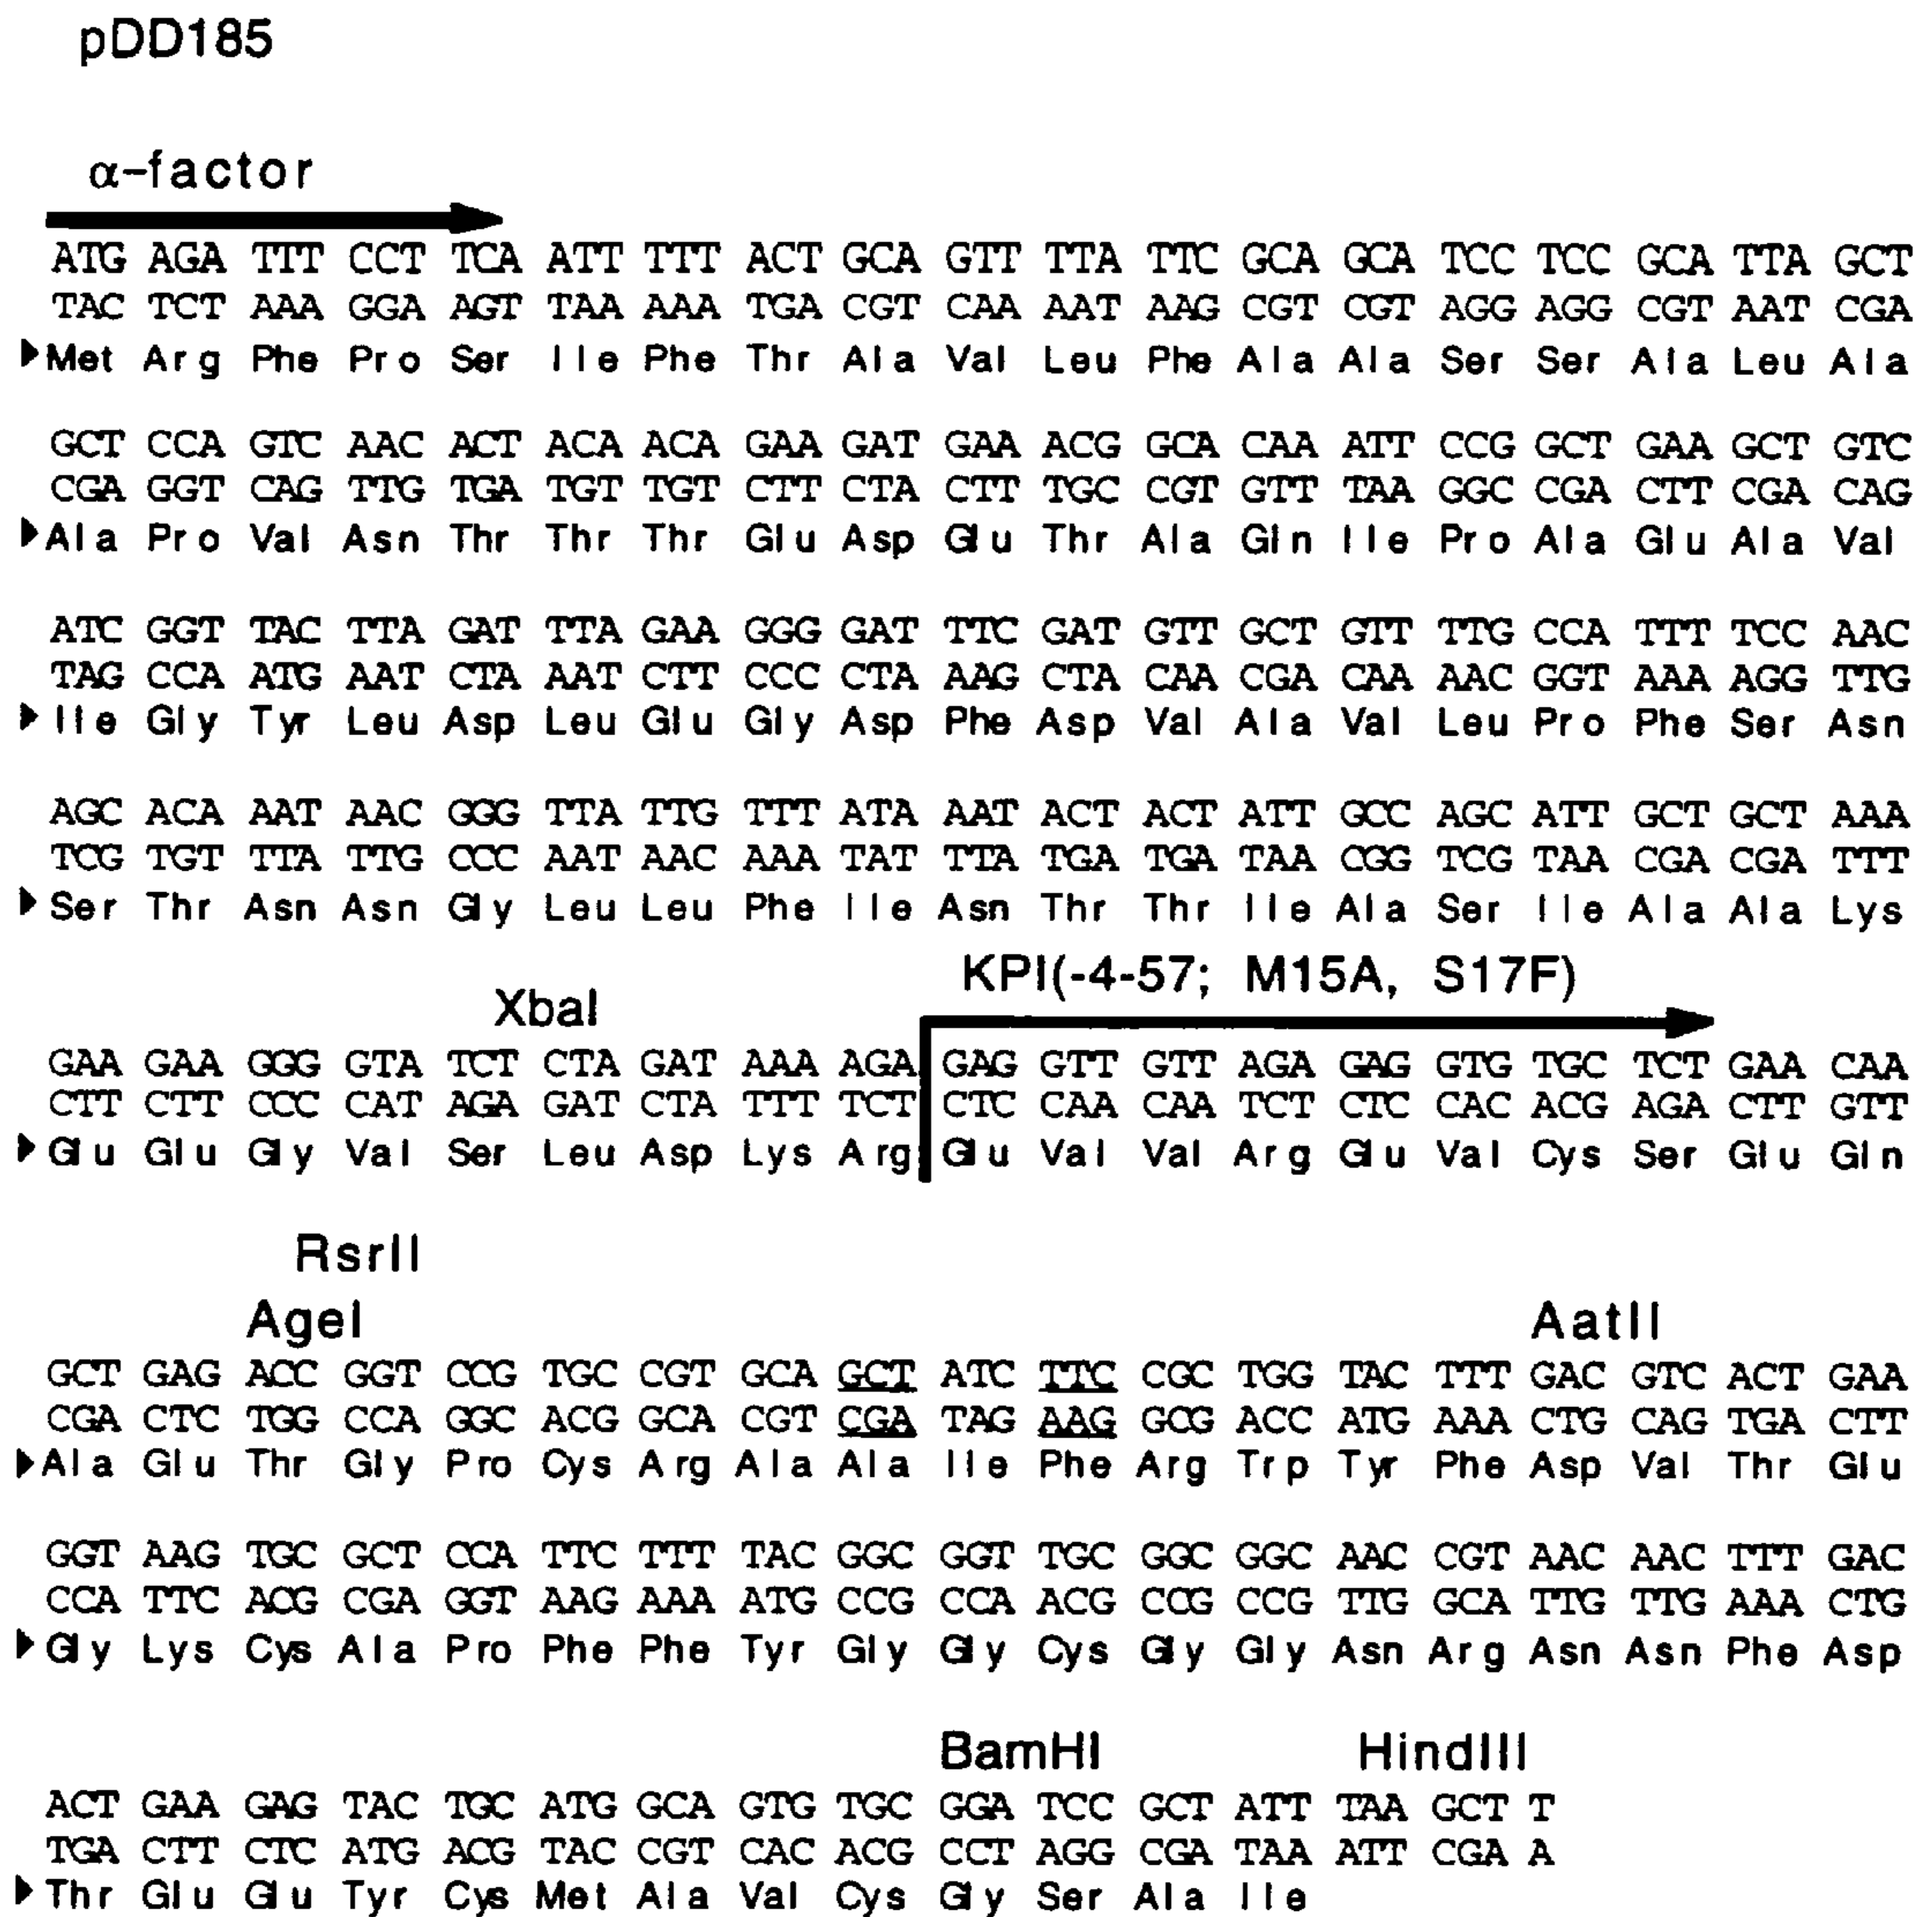 pDD185
α-factor
ATG AGA TTT CCT TCA ATT TTT ACT GCA GTT TTA TTC GCA GCA TCC TCC GCA TTA GCT
TAC TCT AAA GGA AGT TAA AAA TGA CGT CAA AAT AAG CGT CGT AGG AGG CGT AAT CGA
Met Arg Phe Pro Ser Ile Phe Thr Ala Val Leu Phe Ala Ala Ser Ser Ala Leu Ala
GCT CCA GTC AAC ACT ACA ACA GAA GAT GAA ACG GCA CAA ATT CCG GCT GAA GCT GTC
CGA GGT CAG TTG TGA TGT TGT CTT CTA CTT TGC CGT GTT TAA GGC CGA CTT CGA CAG
Ala Pro Val Asn Thr Thr Thr Glu Asp Glu Thr Ala Gln Ile Pro Ala Glu Ala Val
ATC GGT TAC TTA GAT TTA GAA GGG GAT TTC GAT GTT GCT GTT TTG CCA TTT TCC AAC
TAG CCA ATG AAT CTA AAT CTT CCC CTA AAG CTA CAA CGA CAA AAC GGT AAA AGG TTG
Ile Gly Tyr Leu Asp Leu Glu Gly Asp Phe Asp Val Ala Val Leu Pro Phe Ser Asn
AGC ACA AAT AAC GGG TTA TTG TTT ATA AAT ACT ACT ATT GCC AGC ATT GCT GCT AAA
TCG TGT TTA TTG CCC AAT AAC AAA TAT TTA TGA TGA TAA CGG TCG TAA CGA CGA TTT
Ser Thr Asn Asn Gly Leu Leu Phe Ile Asn Thr Thr Ile Ala Ser Ile Ala Ala Lys
XbaI KPI(-4-57; M15A, S17F)
GAA GAA GGG GTA TCT CTA GAT AAA AGA GAG GTT GTT AGA GAG GTG TGC TCT GAA CAA
CTT CTT CCC CAT AGA GAT CTA TTT TCT CTC CAA CAA TCT CTC CAC ACG AGA CTT GTT
Glu Glu Gly Val Ser Leu Asp Lys Arg Glu Val Val Arg Glu Val Cys Ser Glu Gln
RsrII
AgeI AatII
GCT GAG ACC GGT CCG TGC CGT GCA GCT ATC TTC CGC TGG TAC TTT GAC GTC ACT GAA
CGA CTC TGG CCA GGC ACG GCA CGT CGA TAG AAG GCG ACC ATG AAA CTG CAG TGA CTT
Ala Glu Thr Gly Pro Cys Arg Ala Ala Ile Phe Arg Trp Tyr Phe Asp Val Thr Glu
GGT AAG TGC GCT CCA TTC TTT TAC GGC GGT TGC GGC GGC AAC CGT AAC AAC TTT GAC
CCA TTC ACG CGA GGT AAG AAA ATG CCG CCA ACG CCG CCG TTG GCA TTG TTG AAA CTG
Gly Lys Cys Ala Pro Phe Phe Tyr Gly Gly Cys Gly Gly Asn Arg Asn Asn Phe Asp
BamHI HindIII
ACT GAA GAG TAC TGC ATG GCA GTG TGC GGA TCC GCT ATT TAA GCT T
TGA CTT CTC ATG ACG TAC CGT CAC ACG CCT AGG CGA TAA ATT CGA A
Thr Glu Glu Tyr Cys Met Ala Val Cys Gly Ser Ala Ile